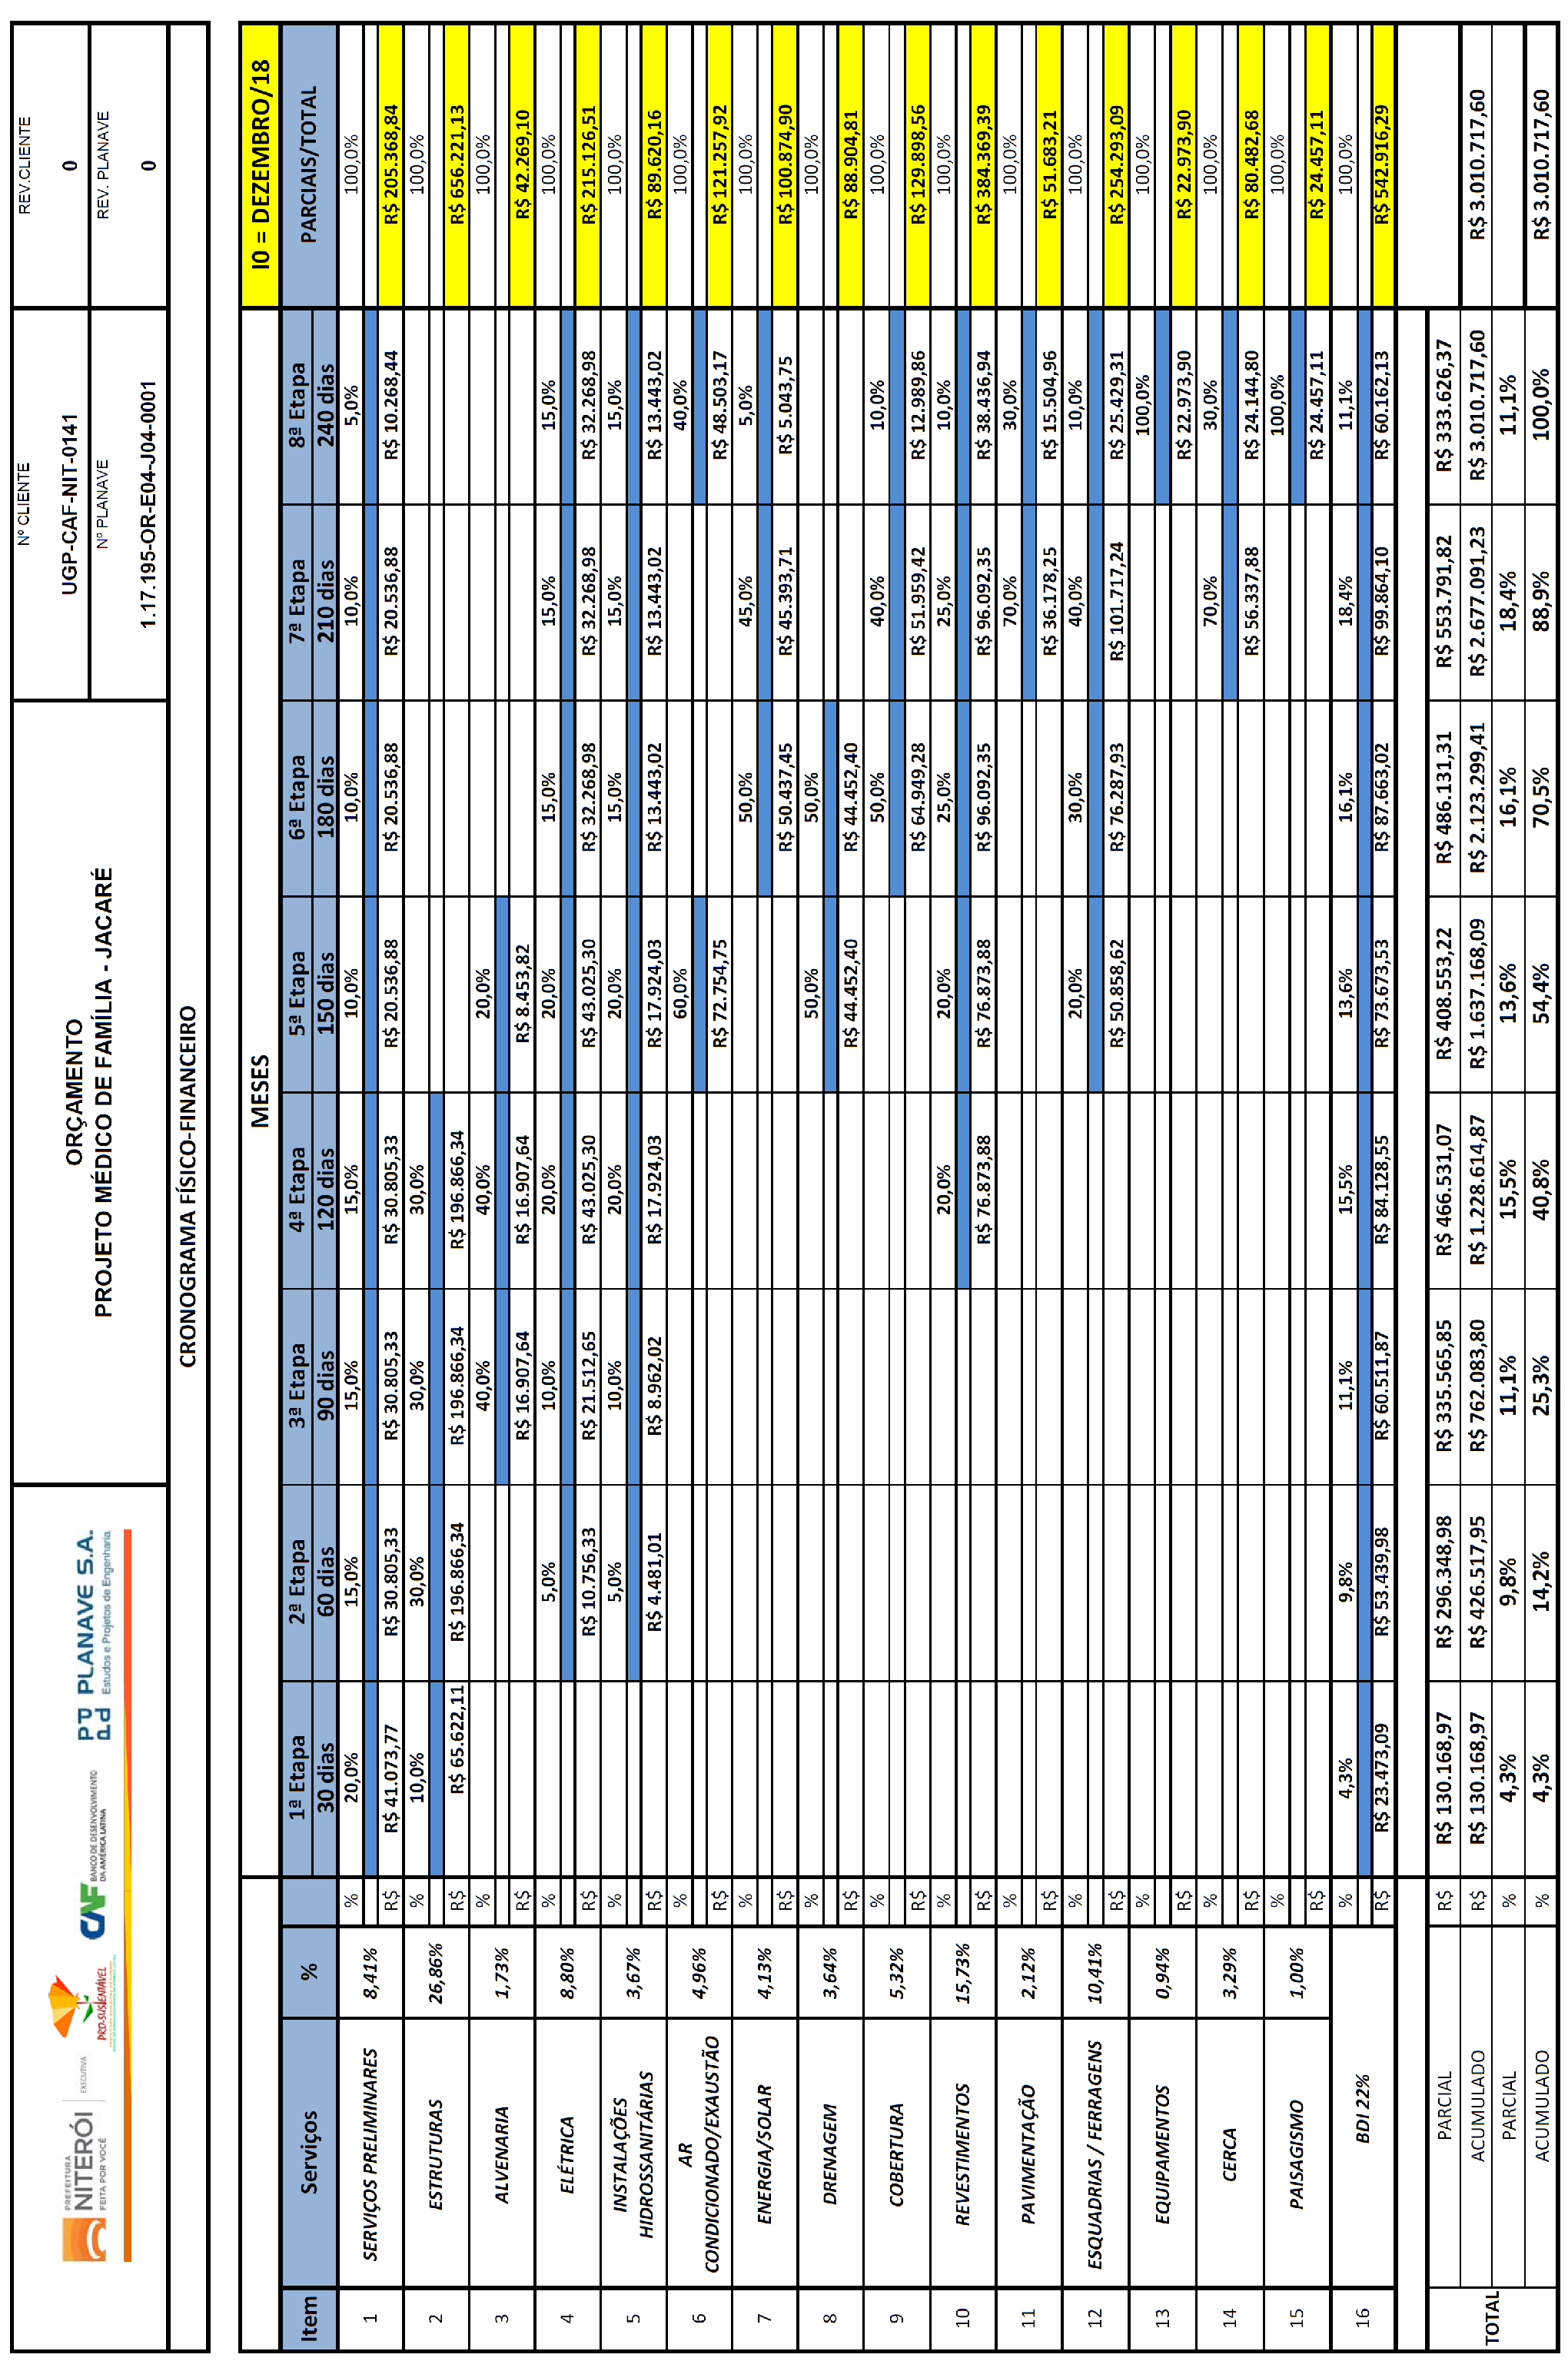 PREFEITURA
NITERÓI
FEITA POR VOCÊ
EXECUTIVA
PRO-SUSTENTÁVEL
CAF BANCO DE DESENVOLVIMENTO
DA AMÉRICA LATINA
PLANAVE S.A.
Estudos e Projetos de Engenharia
ORÇAMENTO
PROJETO MÉDICO DE FAMÍLIA - JACARÉ
Nº CLIENTE
UGP-CAF-NIT-0141
Nº PLANAVE
1.17.195-OR-E04-J04-0001
REV.CLIENTE
0
REV. PLANAVE
0
CRONOGRAMA FÍSICO-FINANCEIRO
MESES I0 = DEZEMBRO/18
Item Serviços % 1ª Etapa 2ª Etapa 3ª Etapa 4ª Etapa 5ª Etapa 6ª Etapa 7ª Etapa 8ª Etapa PARCIAIS/TOTAL
30 dias 60 dias 90 dias 120 dias 150 dias 180 dias 210 dias 240 dias
1 SERVIÇOS PRELIMINARES 8,41% % 20,0% 15,0% 15,0% 15,0% 10,0% 10,0% 10,0% 5,0% 100,0%
R$ R$ 41.073,77 R$ 30.805,33 R$ 30.805,33 R$ 30.805,33 R$ 20.536,88 R$ 20.536,88 R$ 20.536,88 R$ 10.268,44 R$ 205.368,84
2 ESTRUTURAS 26,86% % 10,0% 30,0% 30,0% 30,0% 100,0%
R$ R$ 65.622,11 R$ 196.866,34 R$ 196.866,34 R$ 196.866,34 R$ 656.221,13
3 ALVENARIA 1,73% % 40,0% 40,0% 20,0% 100,0%
R$ R$ 16.907,64 R$ 16.907,64 R$ 8.453,82 R$ 42.269,10
4 ELÉTRICA 8,80% % 5,0% 10,0% 20,0% 20,0% 15,0% 15,0% 15,0% 100,0%
R$ R$ 10.756,33 R$ 21.512,65 R$ 43.025,30 R$ 43.025,30 R$ 32.268,98 R$ 32.268,98 R$ 32.268,98 R$ 215.126,51
5 INSTALAÇÕES HIDROSSANITÁRIAS 3,67% % 5,0% 10,0% 20,0% 20,0% 15,0% 15,0% 15,0% 100,0%
R$ R$ 4.481,01 R$ 8.962,02 R$ 17.924,03 R$ 17.924,03 R$ 13.443,02 R$ 13.443,02 R$ 13.443,02 R$ 89.620,16
6 AR CONDICIONADO/EXAUSTÃO 4,96% % 60,0% 40,0% 100,0%
R$ R$ 72.754,75 R$ 48.503,17 R$ 121.257,92
7 ENERGIA/SOLAR 4,13% % 50,0% 45,0% 5,0% 100,0%
R$ R$ 50.437,45 R$ 45.393,71 R$ 5.043,75 R$ 100.874,90
8 DRENAGEM 3,64% % 50,0% 50,0% 100,0%
R$ R$ 44.452,40 R$ 44.452,40 R$ 88.904,81
9 COBERTURA 5,32% % 50,0% 40,0% 10,0% 100,0%
R$ R$ 64.949,28 R$ 51.959,42 R$ 12.989,86 R$ 129.898,56
10 REVESTIMENTOS 15,73% % 20,0% 20,0% 25,0% 25,0% 10,0% 100,0%
R$ R$ 76.873,88 R$ 76.873,88 R$ 96.092,35 R$ 96.092,35 R$ 38.436,94 R$ 384.369,39
11 PAVIMENTAÇÃO 2,12% % 70,0% 30,0% 100,0%
R$ R$ 36.178,25 R$ 15.504,96 R$ 51.683,21
12 ESQUADRIAS / FERRAGENS 10,41% % 20,0% 30,0% 40,0% 10,0% 100,0%
R$ R$ 50.858,62 R$ 76.287,93 R$ 101.717,24 R$ 25.429,31 R$ 254.293,09
13 EQUIPAMENTOS 0,94% % 100,0% 100,0%
R$ R$ 22.973,90 R$ 22.973,90
14 CERCA 3,29% % 70,0% 30,0% 100,0%
R$ R$ 56.337,88 R$ 24.144,80 R$ 80.482,68
15 PAISAGISMO 1,00% % 100,0% 100,0%
R$ R$ 24.457,11 R$ 24.457,11
16 BDI 22% % 4,3% 9,8% 11,1% 15,5% 13,6% 16,1% 18,4% 11,1% 100,0%
R$ R$ 23.473,09 R$ 53.439,98 R$ 60.511,87 R$ 84.128,55 R$ 73.673,53 R$ 87.663,02 R$ 99.864,10 R$ 60.162,13 R$ 542.916,29
TOTAL
PARCIAL R$ R$ 130.168,97 R$ 296.348,98 R$ 335.565,85 R$ 466.531,07 R$ 408.553,22 R$ 486.131,31 R$ 553.791,82 R$ 333.626,37
ACUMULADO R$ R$ 130.168,97 R$ 426.517,95 R$ 762.083,80 R$ 1.228.614,87 R$ 1.637.168,09 R$ 2.123.299,41 R$ 2.677.091,23 R$ 3.010.717,60 R$ 3.010.717,60
PARCIAL % 4,3% 9,8% 11,1% 15,5% 13,6% 16,1% 18,4% 11,1%
ACUMULADO % 4,3% 14,2% 25,3% 40,8% 54,4% 70,5% 88,9% 100,0% R$ 3.010.717,60